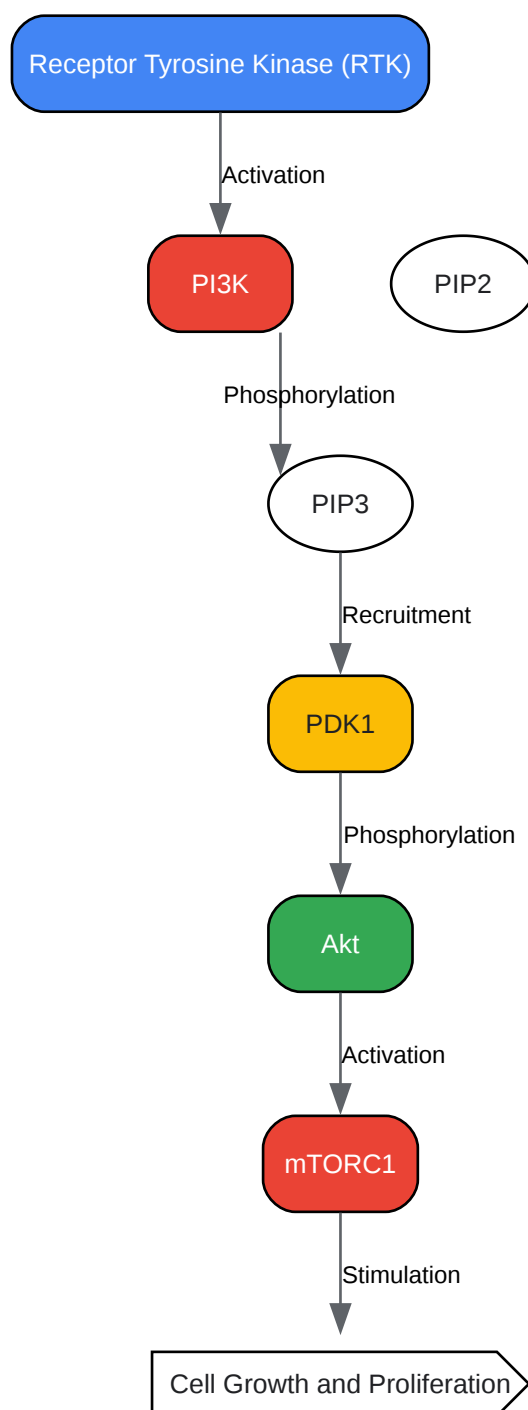 Receptor Tyrosine Kinase (RTK)
Activation
PI3K
PIP2
Phosphorylation
PIP3
Recruitment
PDK1
Phosphorylation
Akt
Activation
mTORC1
Stimulation
Cell Growth and Proliferation